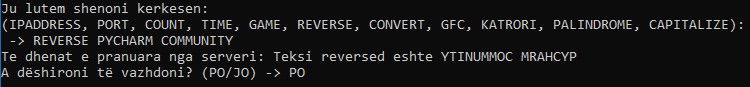 Ju lutem shenoni kerkesen:
(IPADDRESS, PORT, COUNT, TIME, GAME, REVERSE, CONVERT, GFC, KATRORI, PALINDROME, CAPITALIZE):
-> REVERSE PYCHARM COMMUNITY
Te dhenat e pranuara nga serveri: Teksi reversed eshte YTINUMMOC MRAHCYP
A dëshironi të vazhdoni? (PO/JO) -> PO